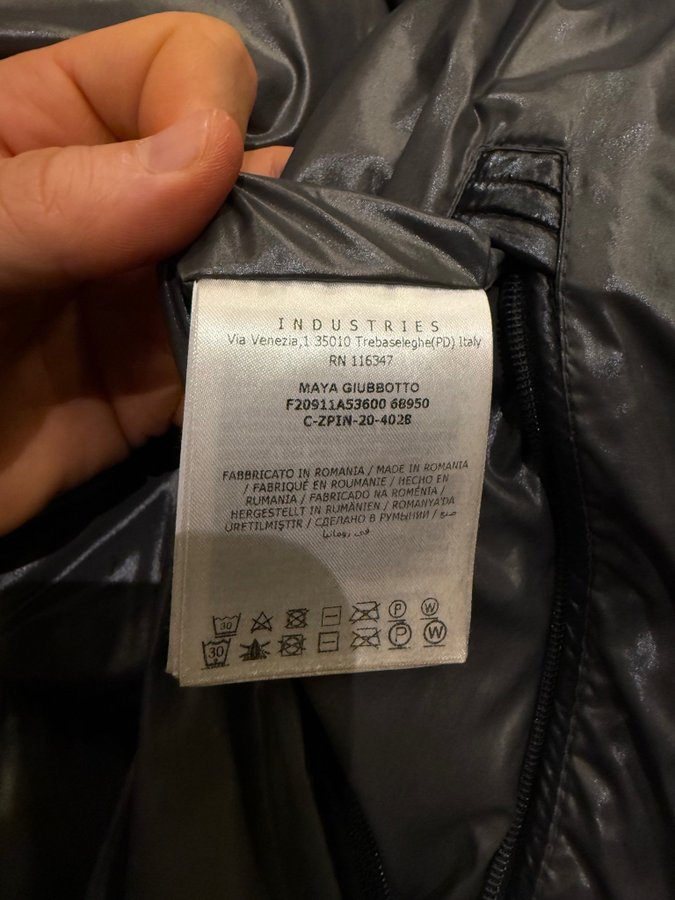 INDUSTRIES
Via Venezia,1 35010 Trebaseleghe(PD) Italy
RN 116347
MAYA GIUBBOTTO
F20911A53600 68950
C-ZPIN-20-4028
FABBRICATO IN ROMANIA / MADE IN ROMANIA
/ FABRIQUÉ EN ROUMANIE / HECHO EN
RUMANIA / FABRICADO NA ROMÉNIA /
HERGESTELLT IN RUMÄNIEN / ROMANYA'DA
ÜRETILMIŞTIR / СДЕЛАНО В РУМЫНИИ / صنع
في رومانيا
30 P W
30 P W